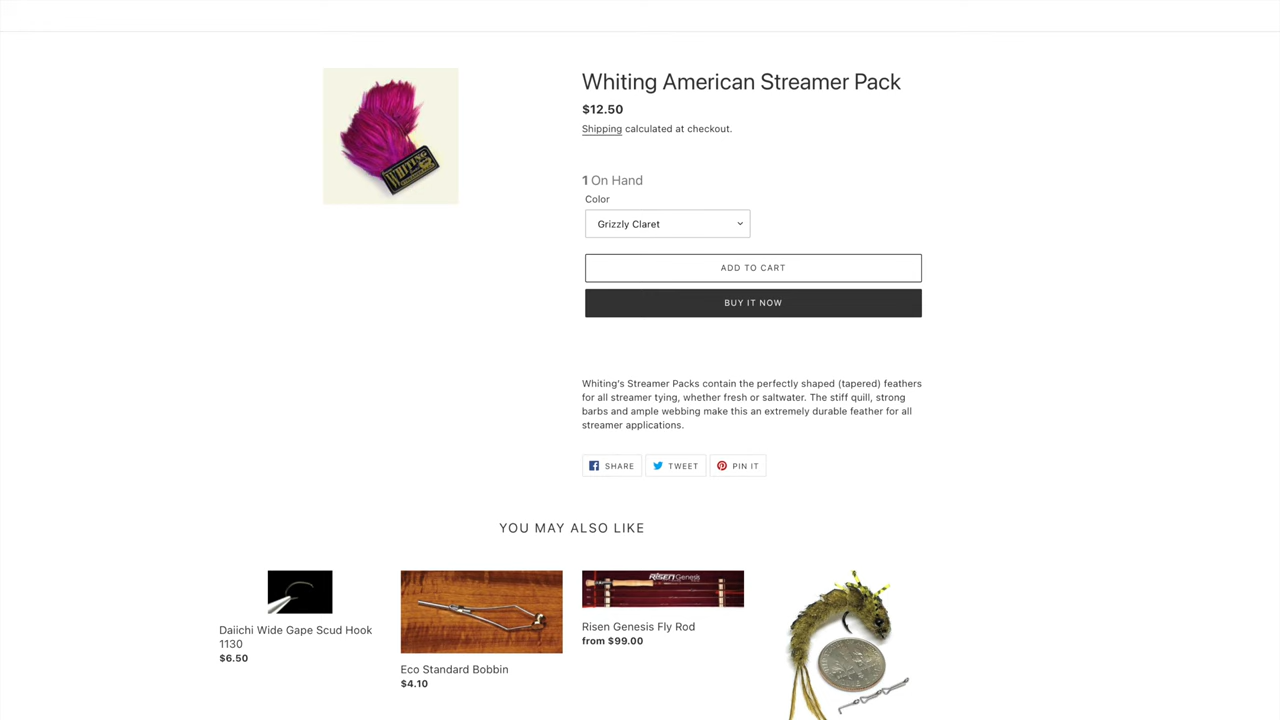 Whiting American Streamer Pack
$12.50
Shipping calculated at checkout.
1 On Hand
Color
Grizzly Claret
ADD TO CART
BUY IT NOW
WHITING
Whiting's Streamer Packs contain the perfectly shaped (tapered) feathers
for all streamer tying, whether fresh or saltwater. The stiff quill, strong
barbs and ample webbing make this an extremely durable feather for all
streamer applications.
SHARE
TWEET
PIN IT
YOU MAY ALSO LIKE
Daiichi Wide Gape Scud Hook
1130
$6.50
Eco Standard Bobbin
$4.10
RISEN Genesis
Risen Genesis Fly Rod
from $99.00